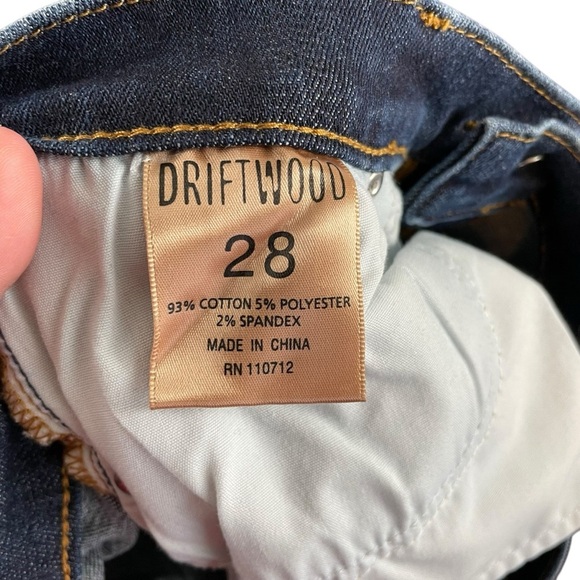 DRIFTWOOD
28
93% COTTON 5% POLYESTER
2% SPANDEX
MADE IN CHINA
RN 110712